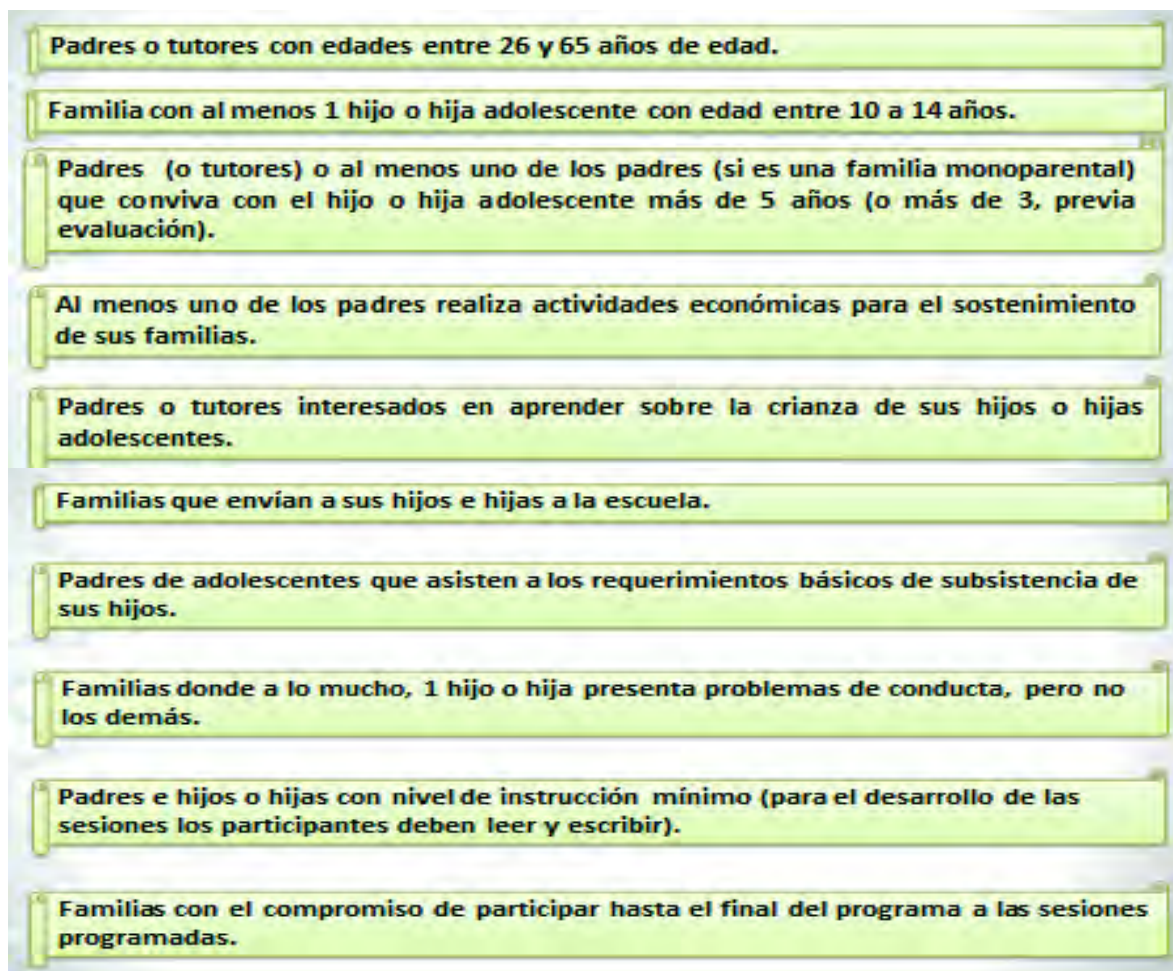 Padres o tutores con edades entre 26 y 65 años de edad.
Familia con al menos 1 hijo o hija adolescente con edad entre 10 a 14 años.
Padres (o tutores) o al menos uno de los padres (si es una familia monoparental)
que conviva con el hijo o hija adolescente más de 5 años (o más de 3, previa
evaluación).
Al menos uno de los padres realiza actividades económicas para el sostenimiento
de sus familias.
Padres o tutores interesados en aprender sobre la crianza de sus hijos o hijas
adolescentes.
Familias que envían a sus hijos e hijas a la escuela.
Padres de adolescentes que asisten a los requerimientos básicos de subsistencia de
sus hijos.
Familias donde a lo mucho, 1 hijo o hija presenta problemas de conducta, pero no
los demás.
Padres e hijos o hijas con nivel de instrucción mínimo (para el desarrollo de las
sesiones los participantes deben leer y escribir).
Familias con el compromiso de participar hasta el final del programa a las sesiones
programadas.